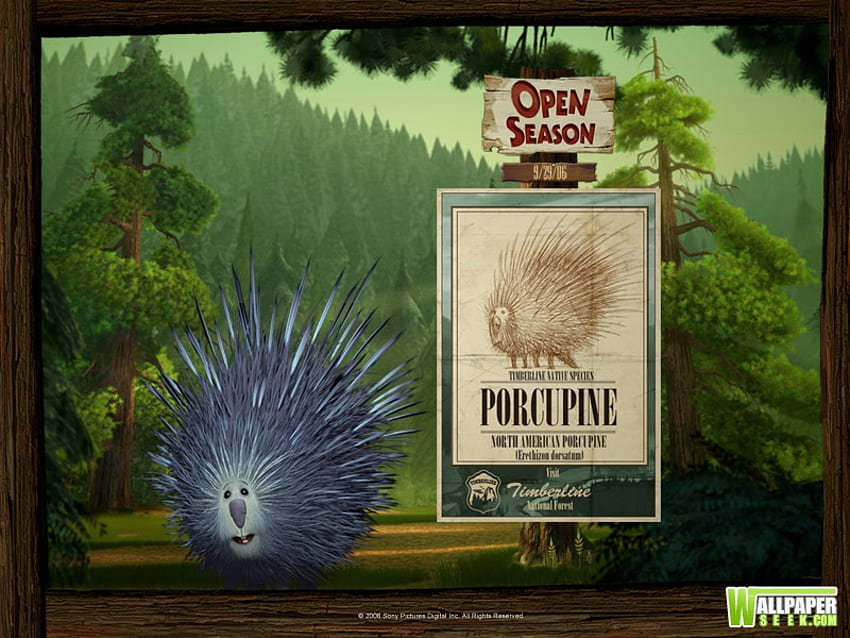 OPEN
SEASON
9/29/06
TIMBERLINE NATIVE SPECIES
PORCUPINE
NORTH AMERICAN PORCUPINE
(Erethizon dorsatum)
Visit
TIMBERLINE
Timberline
National Forest
© 2006 Sony Pictures Digital Inc. All Rights Reserved.
WALLPAPER
SEEK.COM